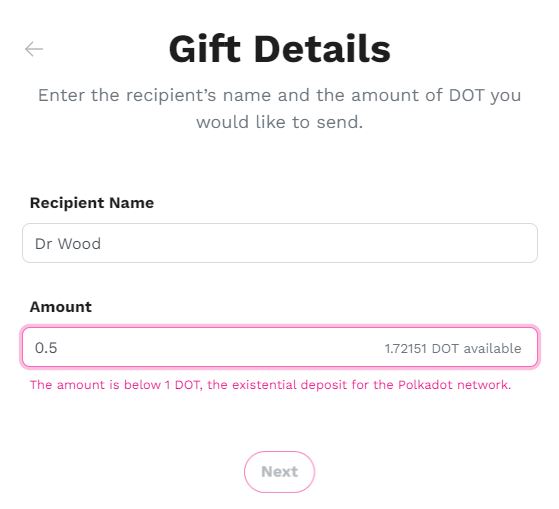 Gift Details
Enter the recipient's name and the amount of DOT you
would like to send.
Recipient Name
Dr Wood
Amount
0.5
1.72151 DOT available
The amount is below 1 DOT, the existential deposit for the Polkadot network.
Next